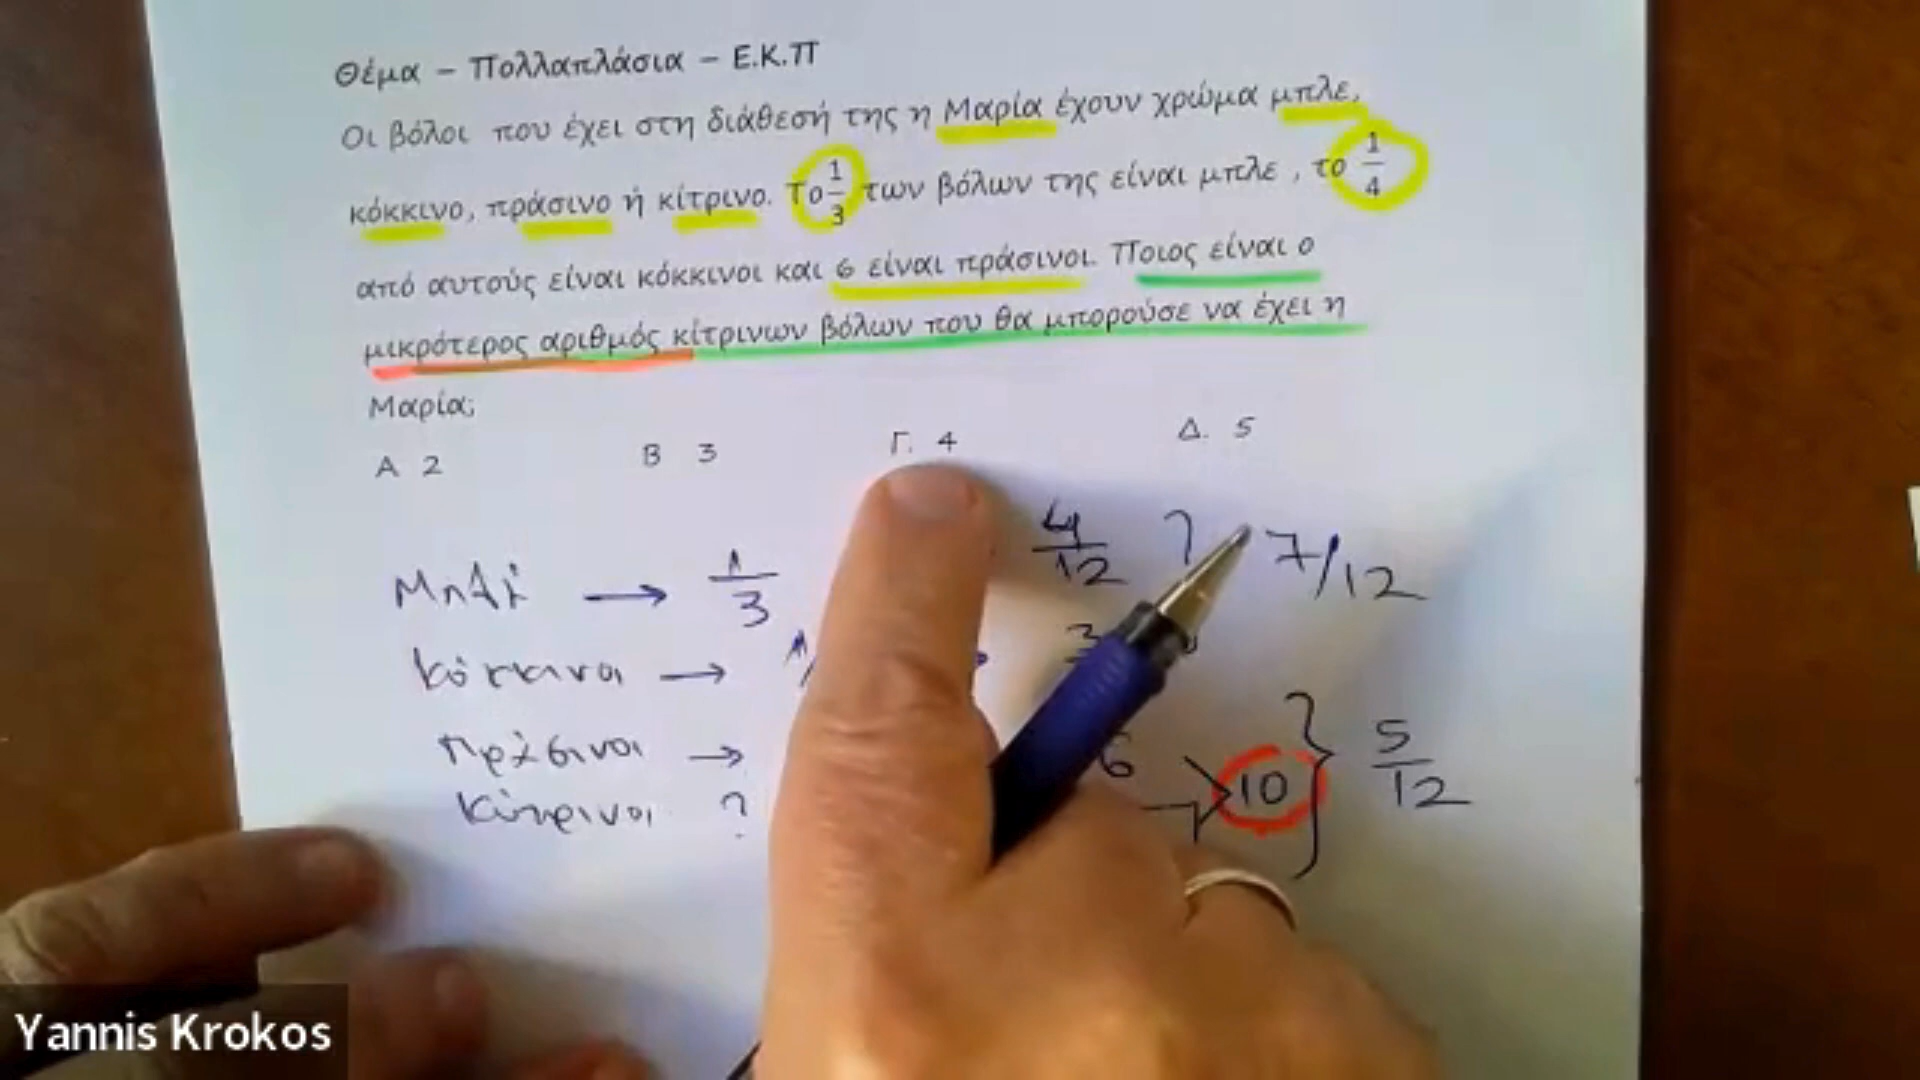 Θέμα – Πολλαπλάσια – Ε.Κ.Π
Οι βόλοι που έχει στη διάθεσή της η Μαρία έχουν χρώμα μπλε,
κόκκινο, πράσινο ή κίτρινο. Το 1/3 των βόλων της είναι μπλε , το 1/4
από αυτούς είναι κόκκινοι και 6 είναι πράσινοι. Ποιος είναι ο
μικρότερος αριθμός κίτρινων βόλων που θα μπορούσε να έχει η
Μαρία;
Α 2 Β 3 Γ. 4 Δ. 5
Μπλέ → 1/3 4/12 7/12
κόκκινοι → 3
πράσινοι → 6
κίτρινοι ? 10 } 5/12
Yannis Krokos